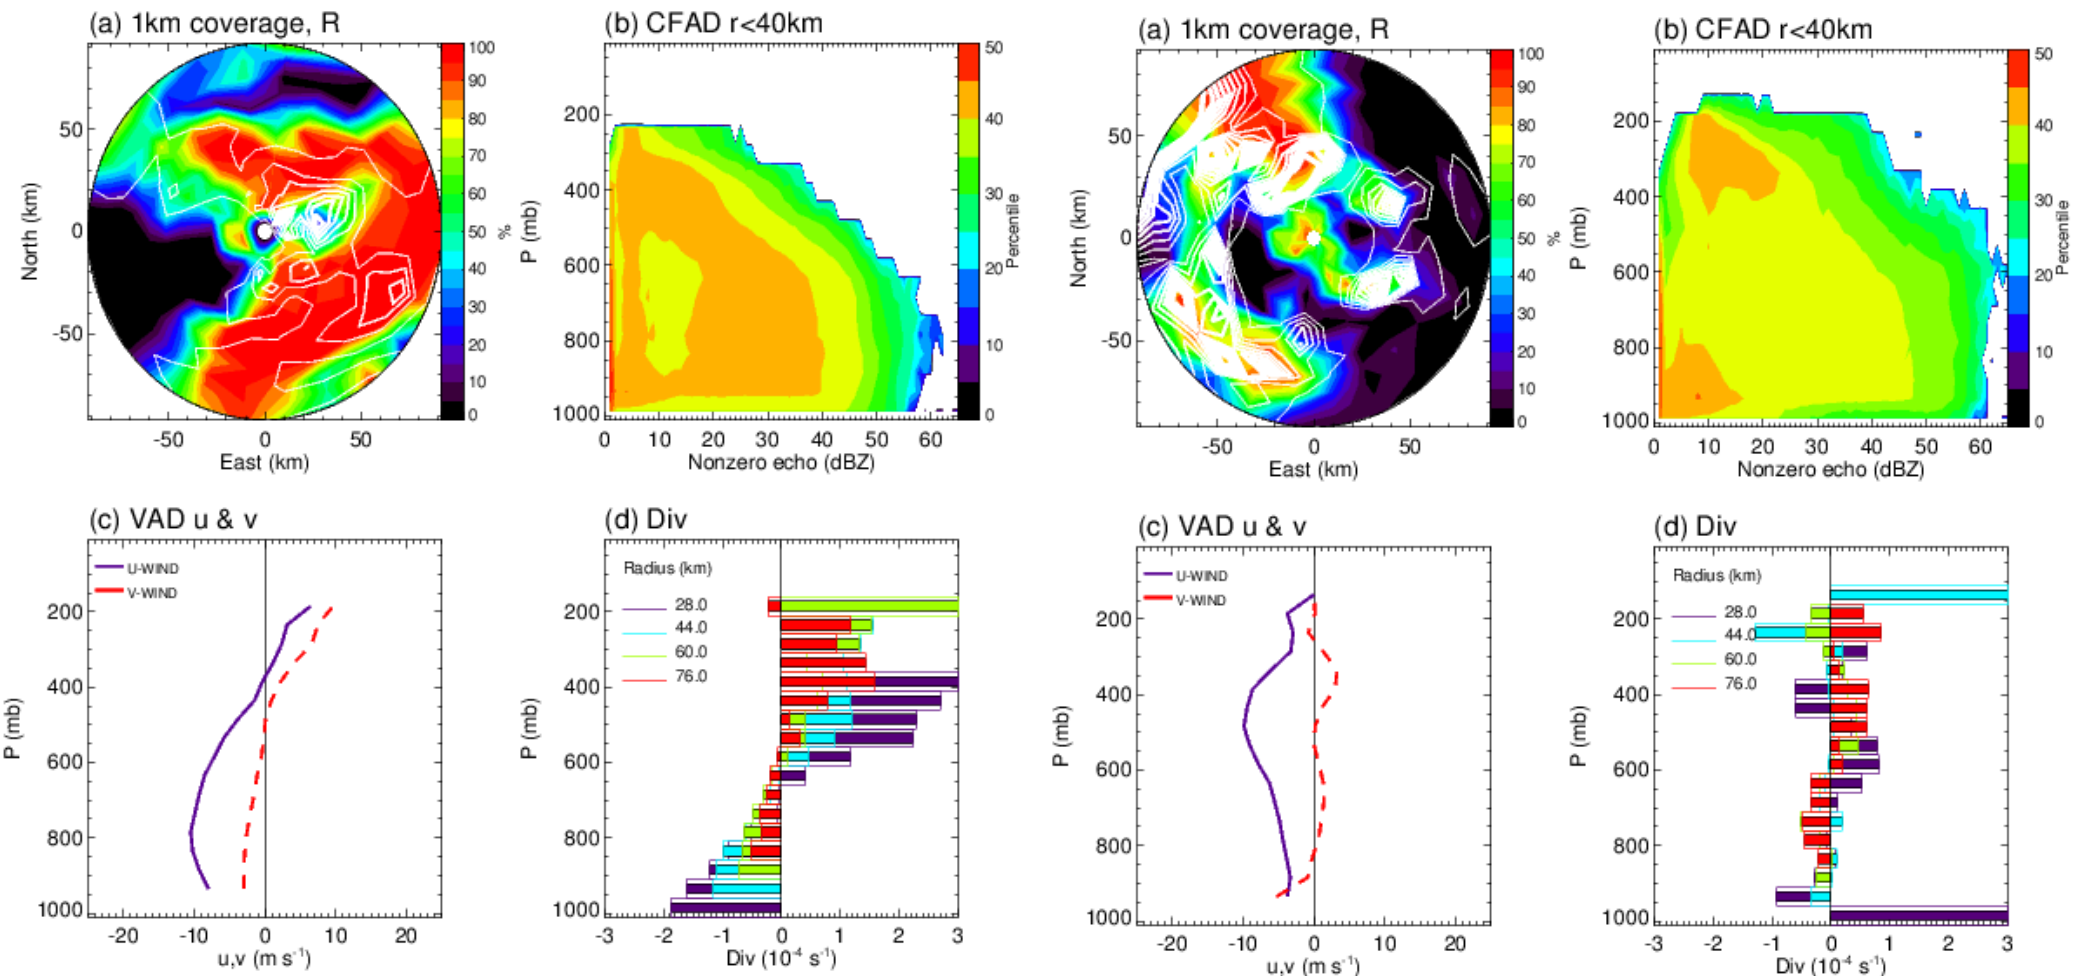 (a) 1km coverage, R
North (km)
50
0
-50
-50 0 50
East (km)
100
90
80
70
60
50
40
30
20
10
0
%
(b) CFAD r<40km
P (mb)
200
400
600
800
1000
0 10 20 30 40 50 60
Nonzero echo (dBZ)
50
40
30
20
10
0
Percentile
(a) 1km coverage, R
North (km)
50
0
-50
-50 0 50
East (km)
100
90
80
70
60
50
40
30
20
10
0
%
(b) CFAD r<40km
P (mb)
200
400
600
800
1000
0 10 20 30 40 50 60
Nonzero echo (dBZ)
50
40
30
20
10
0
Percentile
(c) VAD u & v
U-WIND
V-WIND
P (mb)
200
400
600
800
1000
-20 -10 0 10 20
u,v (m s⁻¹)
(d) Div
Radius (km)
28.0
44.0
60.0
76.0
P (mb)
200
400
600
800
1000
-3 -2 -1 0 1 2 3
Div (10⁻⁴ s⁻¹)
(c) VAD u & v
U-WIND
V-WIND
P (mb)
200
400
600
800
1000
-20 -10 0 10 20
u,v (m s⁻¹)
(d) Div
Radius (km)
28.0
44.0
60.0
76.0
P (mb)
200
400
600
800
1000
-3 -2 -1 0 1 2 3
Div (10⁻⁴ s⁻¹)